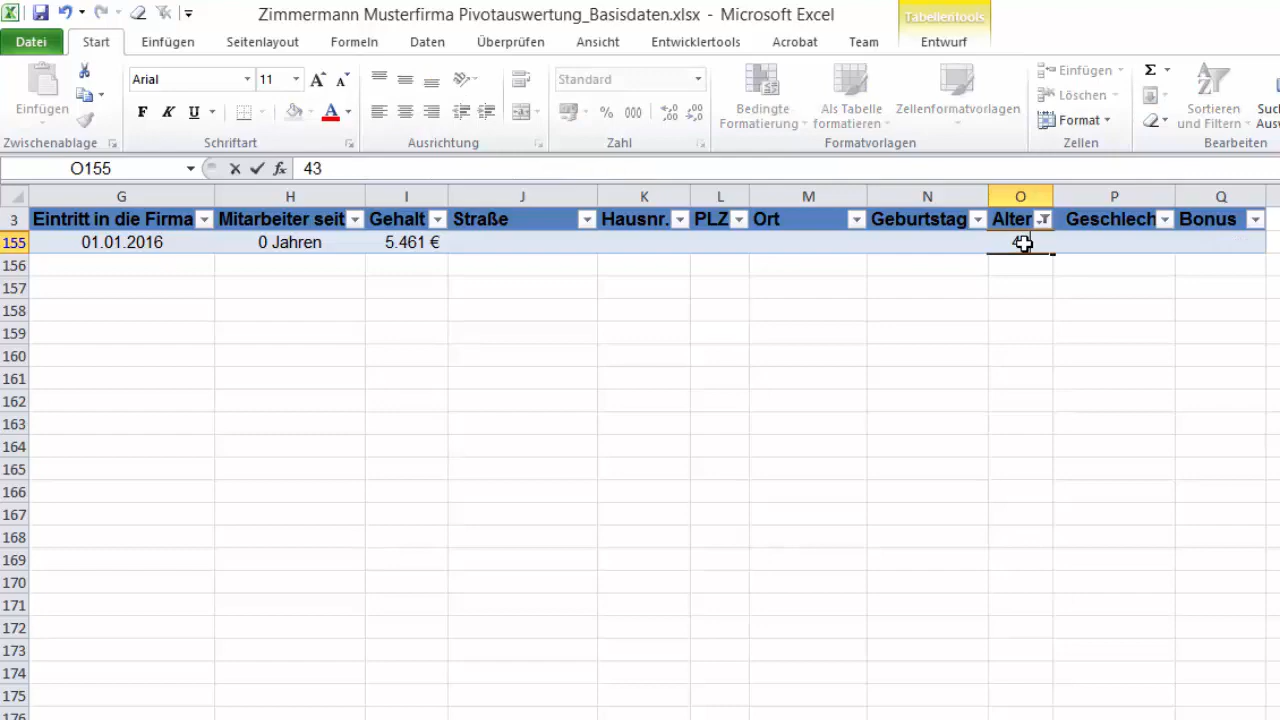 Zimmermann Musterfirma Pivotauswertung_Basisdaten.xlsx - Microsoft Excel
Tabellentools
Datei Start Einfügen Seitenlayout Formeln Daten Überprüfen Ansicht Entwicklertools Acrobat Team Entwurf
Einfügen
Arial 11
F K U A
Standard
% 000
Bedingte Formatierung
Als Tabelle formatieren
Zellenformatvorlagen
Einfügen
Löschen
Format
Σ
Sortieren und Filtern
Zwischenablage Schriftart Ausrichtung Zahl Formatvorlagen Zellen Bearbeiten
O155 fx 43
G H I J K L M N O P Q
3 Eintritt in die Firma Mitarbeiter seit Gehalt Straße Hausnr. PLZ Ort Geburtstag Alter Geschlech Bonus
155 01.01.2016 0 Jahren 5.461 €
156
157
158
159
160
161
162
163
164
165
166
167
168
169
170
171
172
173
174
175
176